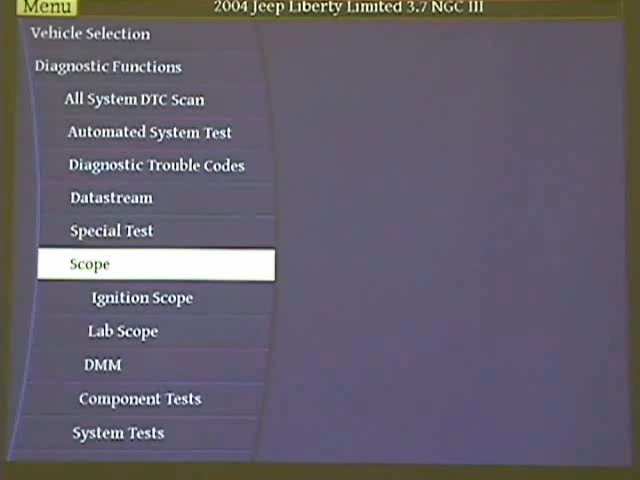 Menu
2004 Jeep Liberty Limited 3.7 NGC III
Vehicle Selection
Diagnostic Functions
All System DTC Scan
Automated System Test
Diagnostic Trouble Codes
Datastream
Special Test
Scope
Ignition Scope
Lab Scope
DMM
Component Tests
System Tests